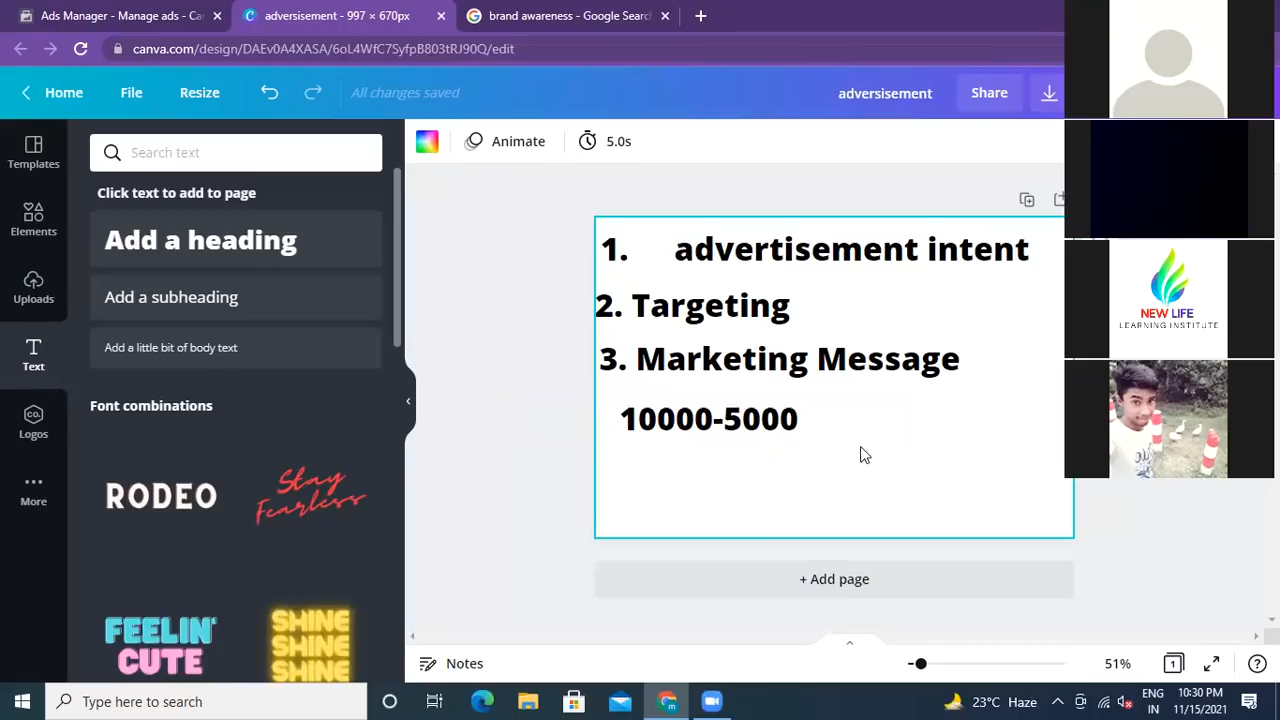 Ads Manager - Manage ads - Ca
adversisement - 997 × 670px
brand awareness - Google Searc
canva.com/design/DAEv0A4XASA/6oL4WfC7SyfpB803tRJ90Q/edit
Home
File
Resize
All changes saved
adversisement
Share
Animate
5.0s
Templates
Elements
Uploads
Text
Logos
More
Search text
Click text to add to page
Add a heading
Add a subheading
Add a little bit of body text
Font combinations
RODEO
Stay Fearless
FEELIN'
CUTE
SHINE
SHINE
SHINE
1. advertisement intent
2. Targeting
3. Marketing Message
10000-5000
+ Add page
NEW LIFE
LEARNING INSTITUTE
Notes
51%
1
Type here to search
23°C Haze
ENG
IN
10:30 PM
11/15/2021